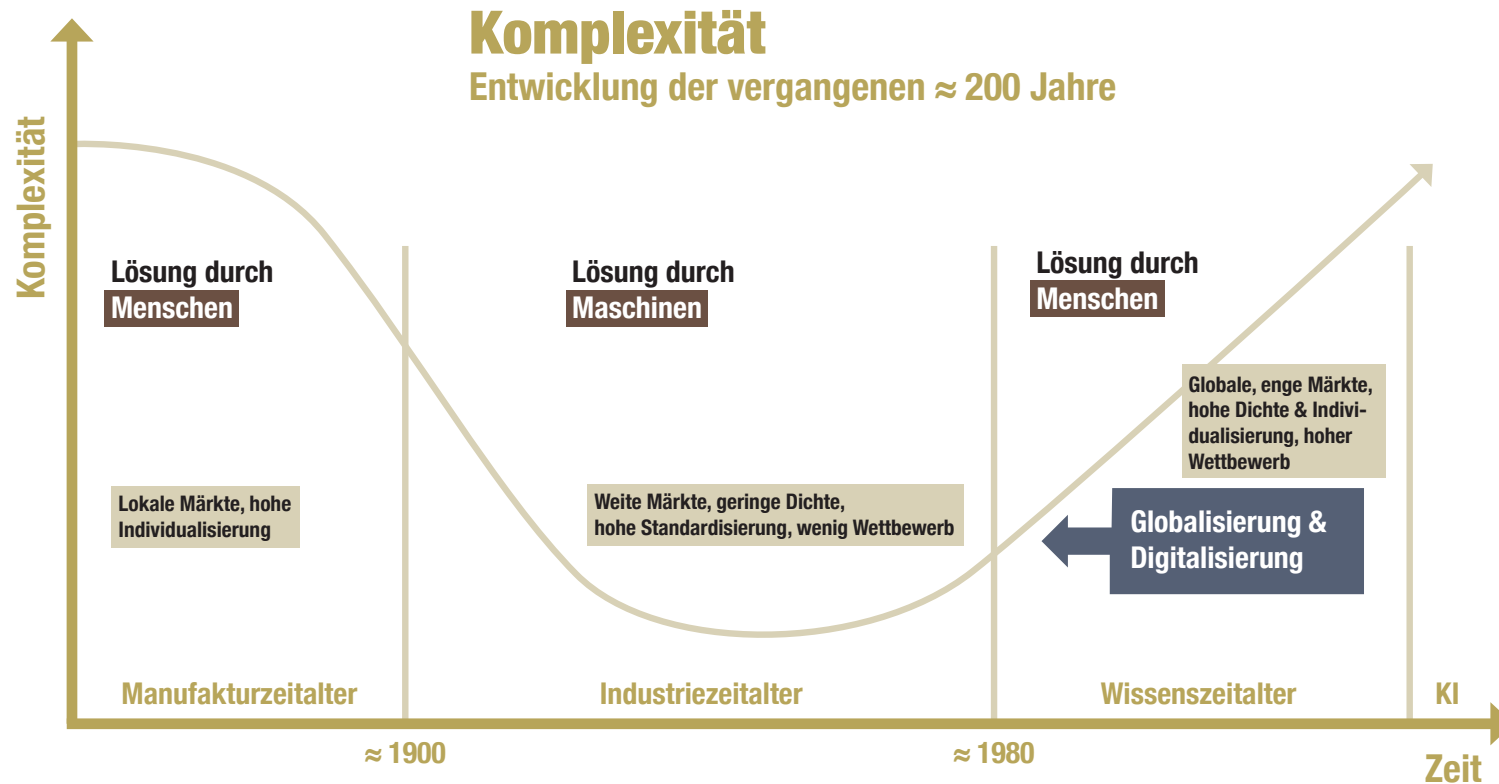 Komplexität
Entwicklung der vergangenen ≈ 200 Jahre
Komplexität
Lösung durch
Menschen
Lösung durch
Maschinen
Lösung durch
Menschen
Lokale Märkte, hohe
Individualisierung
Weite Märkte, geringe Dichte,
hohe Standardisierung, wenig Wettbewerb
Globale, enge Märkte,
hohe Dichte & Indivi-
dualisierung, hoher
Wettbewerb
Globalisierung &
Digitalisierung
Manufakturzeitalter
Industriezeitalter
Wissenszeitalter
KI
≈ 1900
≈ 1980
Zeit